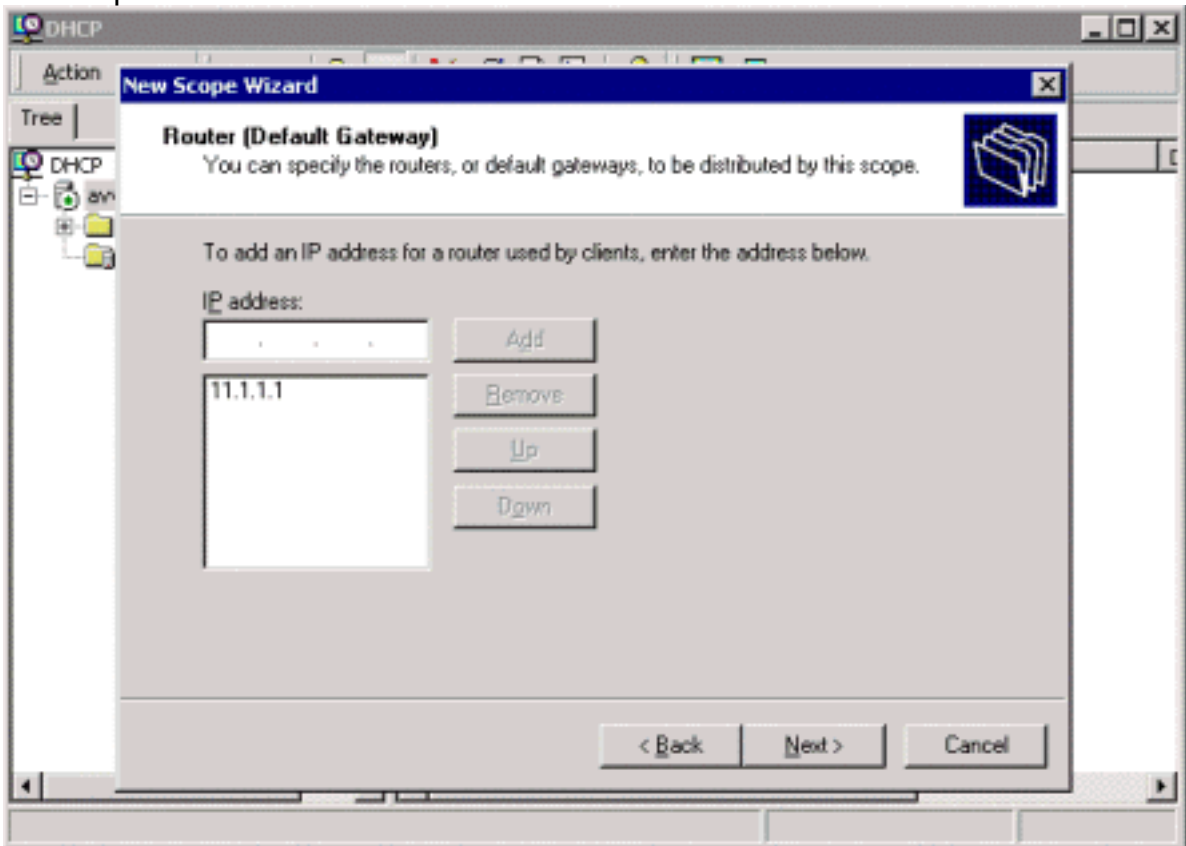 DHCP
Action
New Scope Wizard
Tree
Router (Default Gateway)
You can specify the routers, or default gateways, to be distributed by this scope.
DHCP
To add an IP address for a router used by clients, enter the address below.
IP address:
Add
11.1.1.1
Remove
Up
Down
< Back
Next >
Cancel